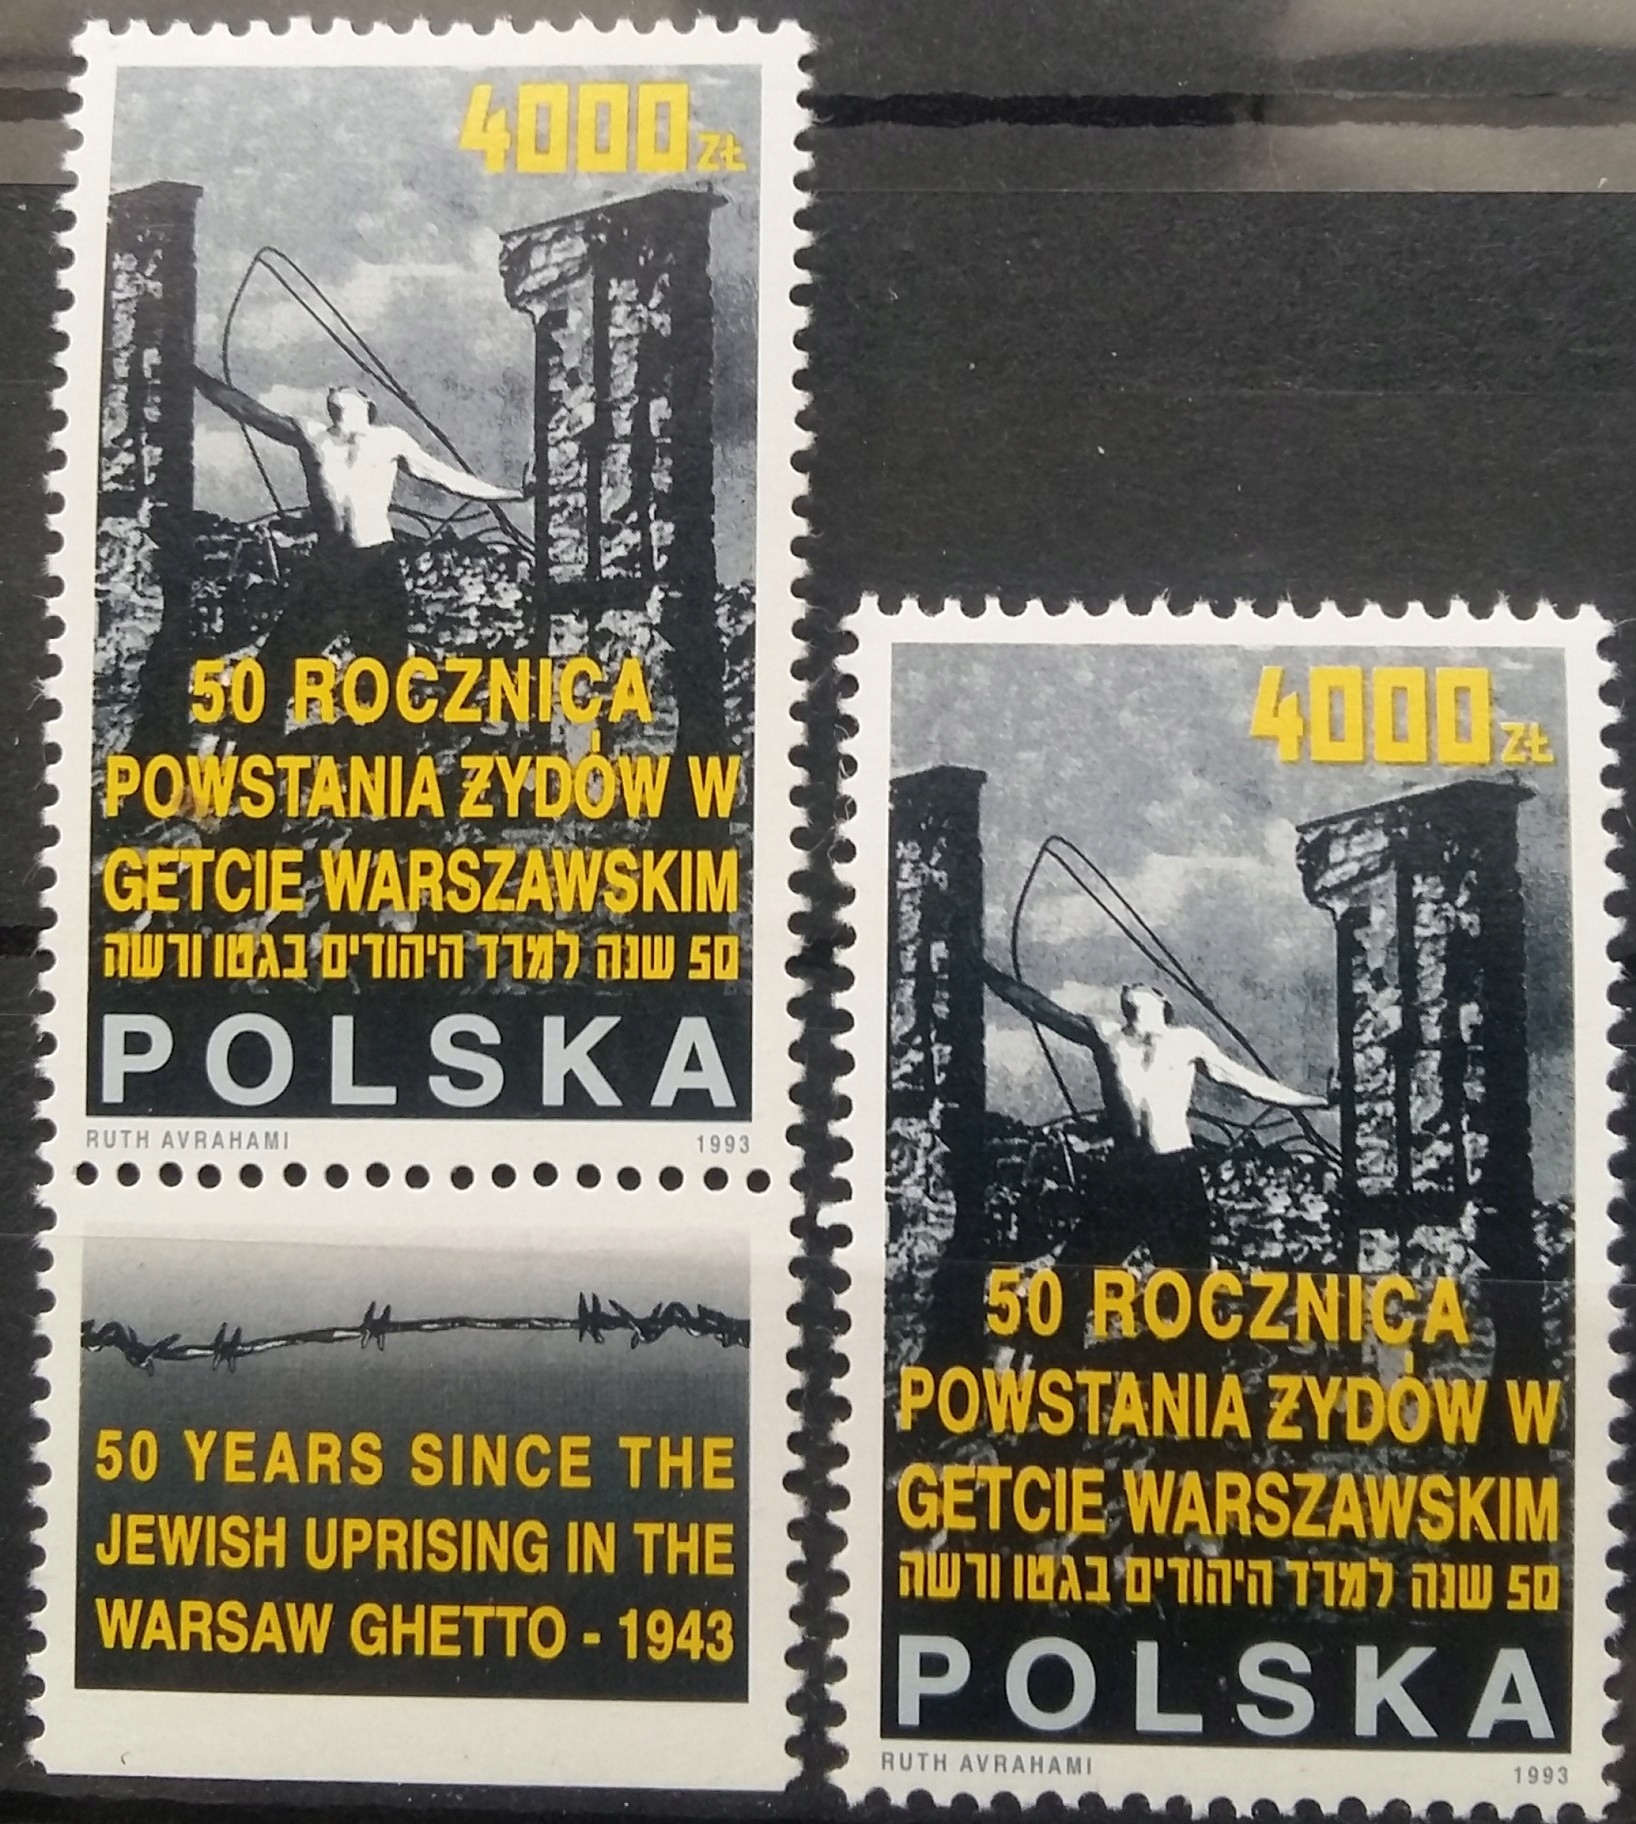 4000 ZŁ
50 ROCZNICA
POWSTANIA ŻYDÓW W
GETCIE WARSZAWSKIM
50 שנה למרד היהודים בגטו ורשה
POLSKA
RUTH AVRAHAMI 1993
50 YEARS SINCE THE
JEWISH UPRISING IN THE
WARSAW GHETTO - 1943
4000 ZŁ
50 ROCZNICA
POWSTANIA ŻYDÓW W
GETCIE WARSZAWSKIM
50 שנה למרד היהודים בגטו ורשה
POLSKA
RUTH AVRAHAMI 1993